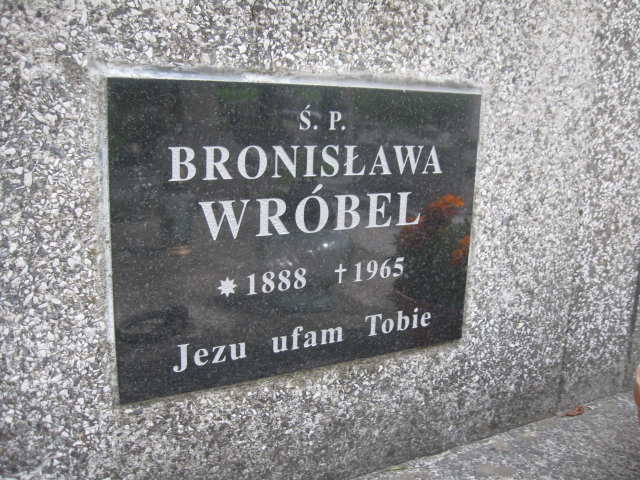 Ś. P.
BRONISŁAWA
WRÓBEL
* 1888 † 1965
Jezu ufam Tobie